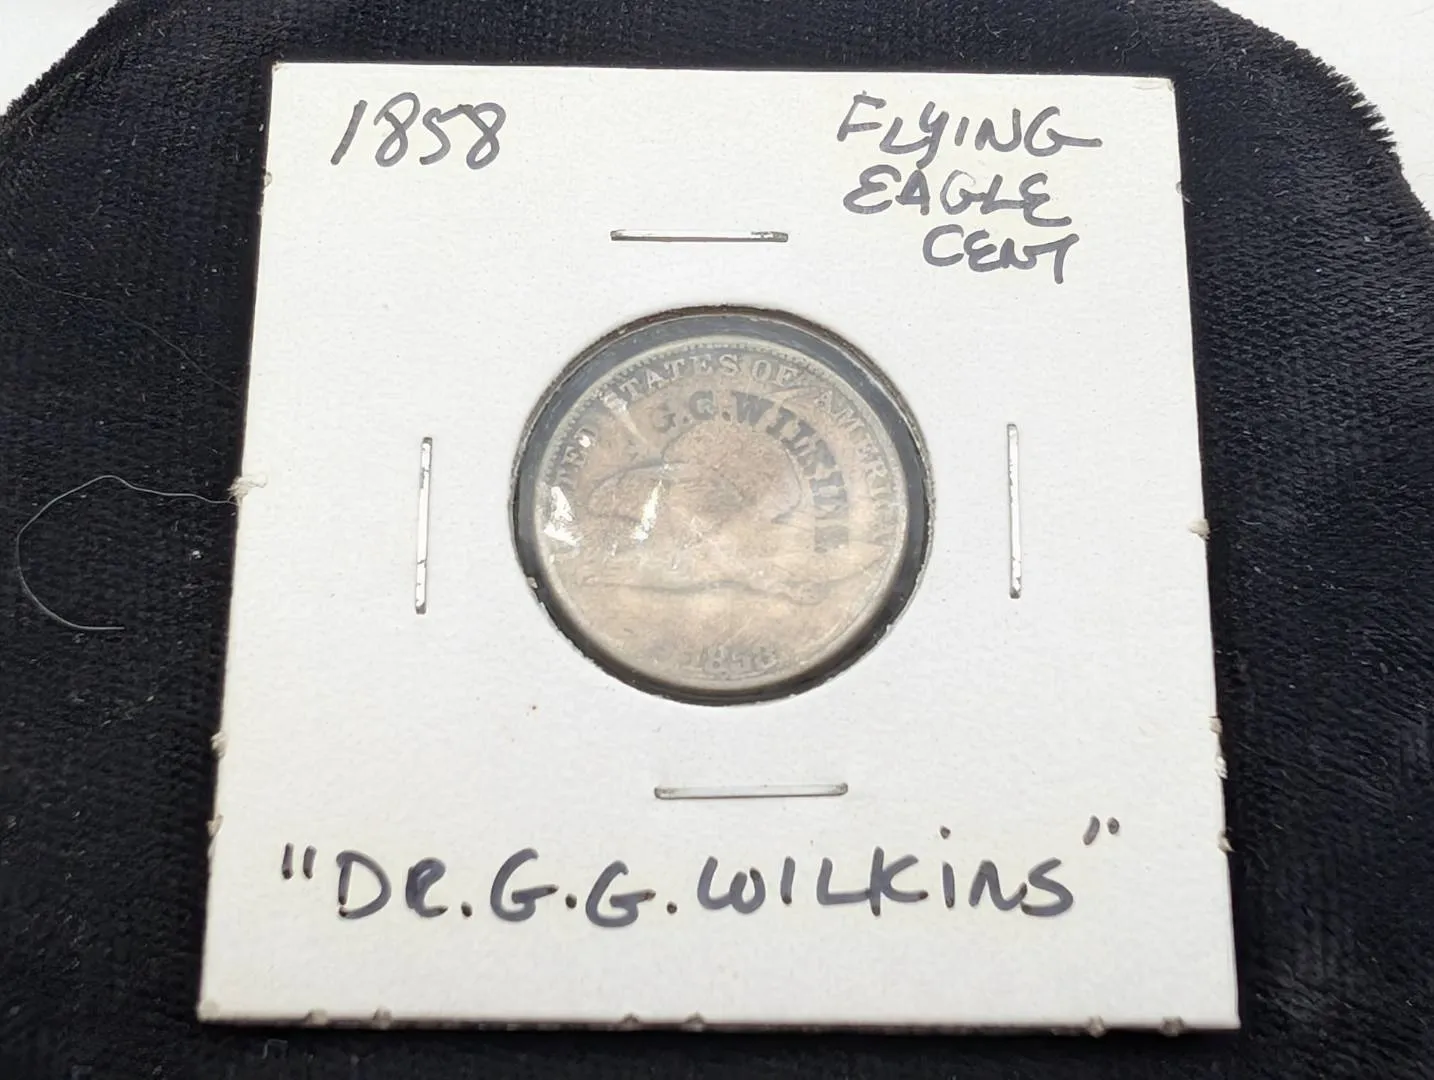 1858
FLYING
EAGLE
CENT
STATES OF AMERICA
G.G.WILKINS
1858
"DR.G.G.WILKINS"